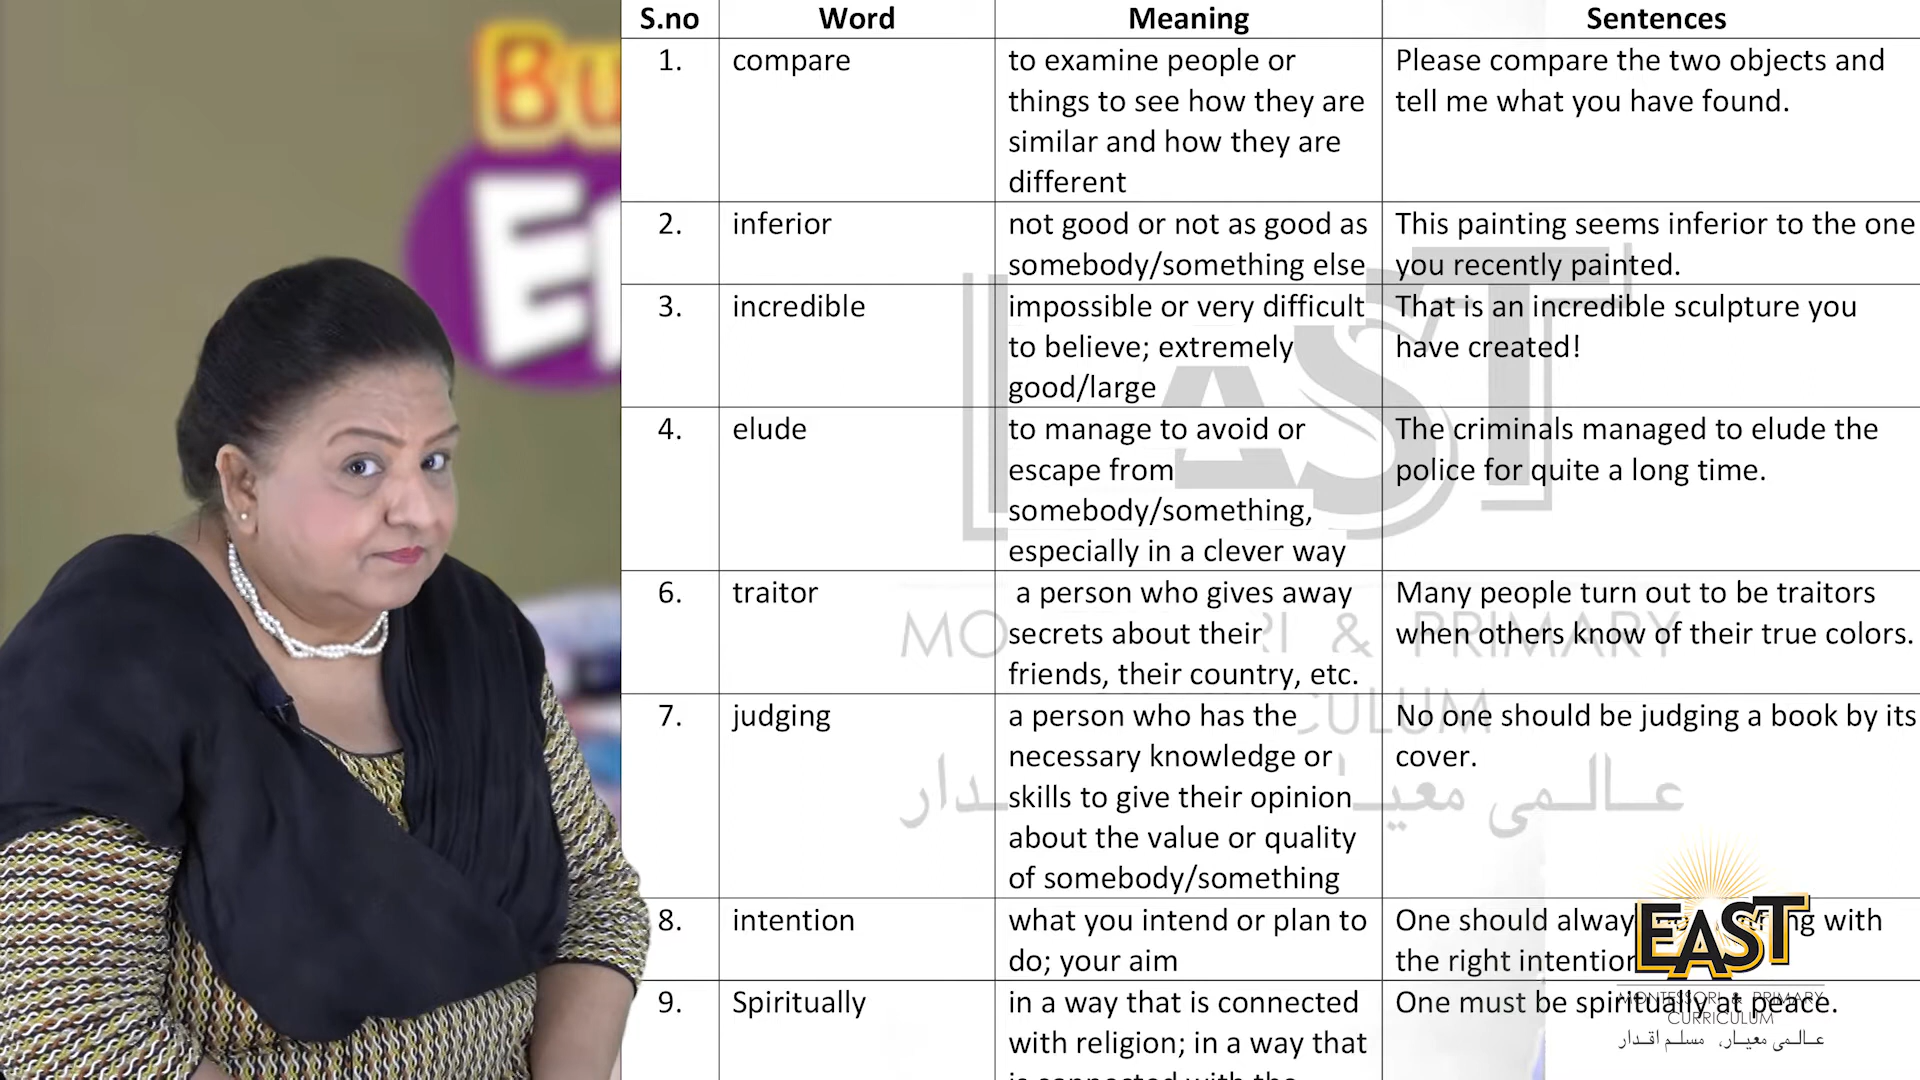 Bu
E
S.no Word Meaning Sentences
1. compare to examine people or Please compare the two objects and
things to see how they are tell me what you have found.
similar and how they are
different
2. inferior not good or not as good as This painting seems inferior to the one
somebody/something else you recently painted.
3. incredible impossible or very difficult That is an incredible sculpture you
to believe; extremely have created!
good/large
4. elude to manage to avoid or The criminals managed to elude the
escape from police for quite a long time.
somebody/something,
especially in a clever way
6. traitor a person who gives away Many people turn out to be traitors
secrets about their when others know of their true colors.
friends, their country, etc.
7. judging a person who has the No one should be judging a book by its
necessary knowledge or cover.
skills to give their opinion
about the value or quality
of somebody/something
8. intention what you intend or plan to One should always with
do; your aim the right intention
9. Spiritually in a way that is connected One must be spiritually at peace.
with religion; in a way that
EAST
MONTESSORI & PRIMARY
CURRICULUM
عالمی معیار، مسلم اقدار